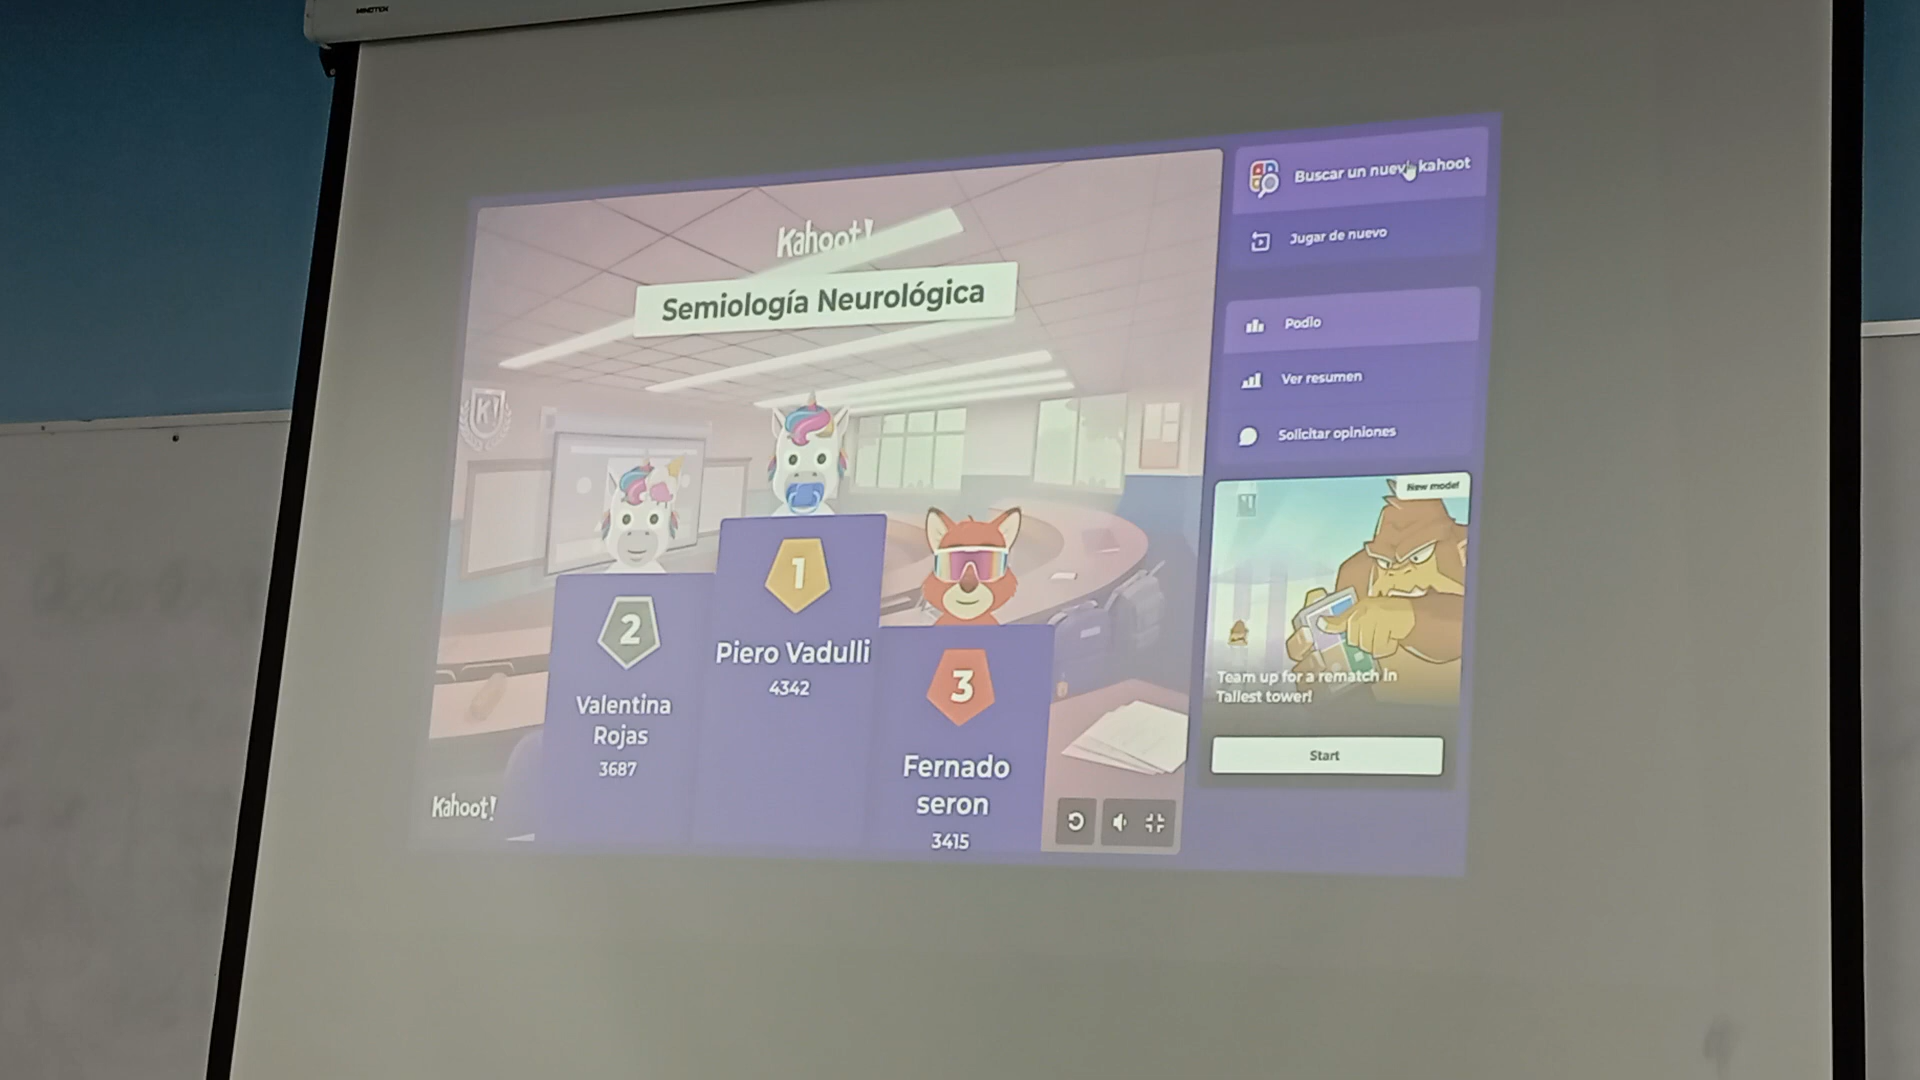 MINGTEK
Kahoot!
Semiología Neurológica
1
Piero Vadulli
4342
2
Valentina
Rojas
3687
3
Fernado
seron
3415
Kahoot!
Buscar un nuevo kahoot
Jugar de nuevo
Podio
Ver resumen
Solicitar opiniones
New mode!
Team up for a rematch in
Tallest tower!
Start